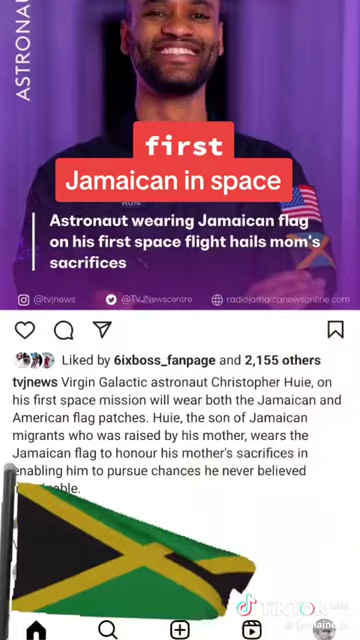 ASTRONAU
first
Jamaican in space
Astronaut wearing Jamaican flag
on his first space flight hails mom's
sacrifices
@tvjnews
@TVJNewscentre
radiojamaicanewsonline.com
Liked by 6ixboss_fanpage and 2,155 others
tvjnews Virgin Galactic astronaut Christopher Huie, on
his first space mission will wear both the Jamaican and
American flag patches. Huie, the son of Jamaican
migrants who was raised by his mother, wears the
Jamaican flag to honour his mother's sacrifices in
enabling him to pursue chances he never believed
TikTok